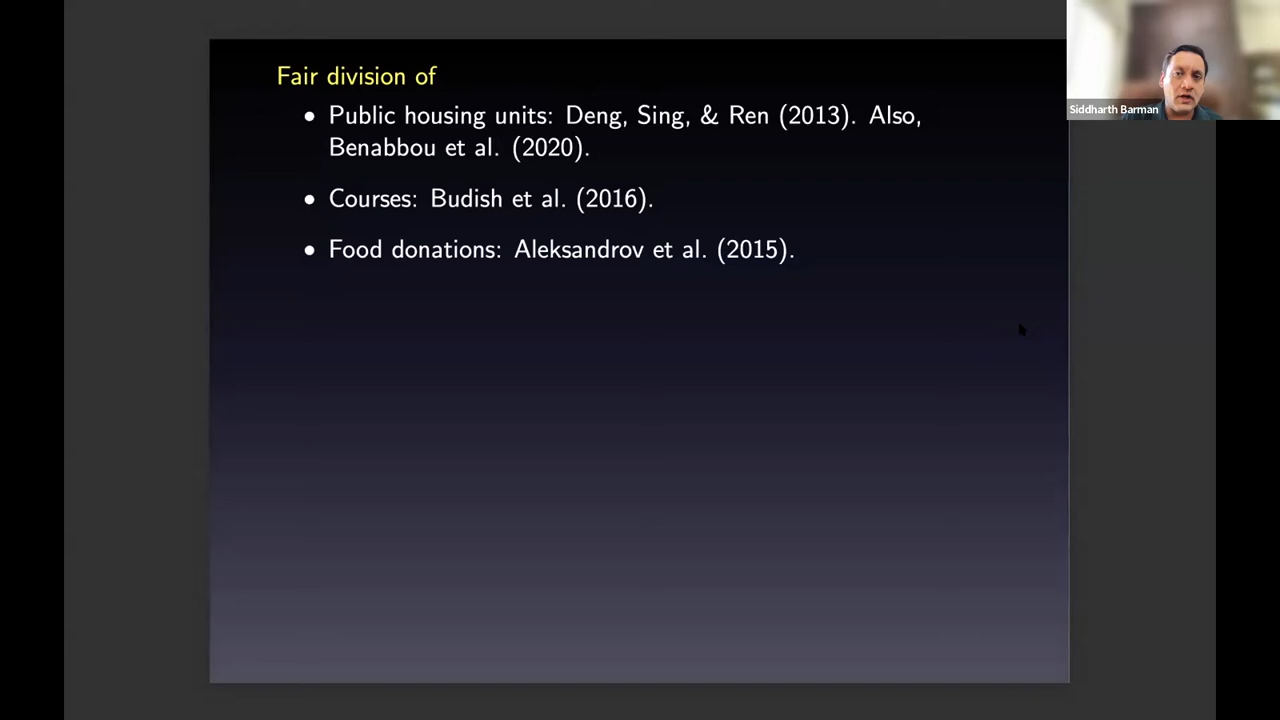 Fair division of
• Public housing units: Deng, Sing, & Ren (2013). Also,
Benabbou et al. (2020).
• Courses: Budish et al. (2016).
• Food donations: Aleksandrov et al. (2015).
Siddharth Barman